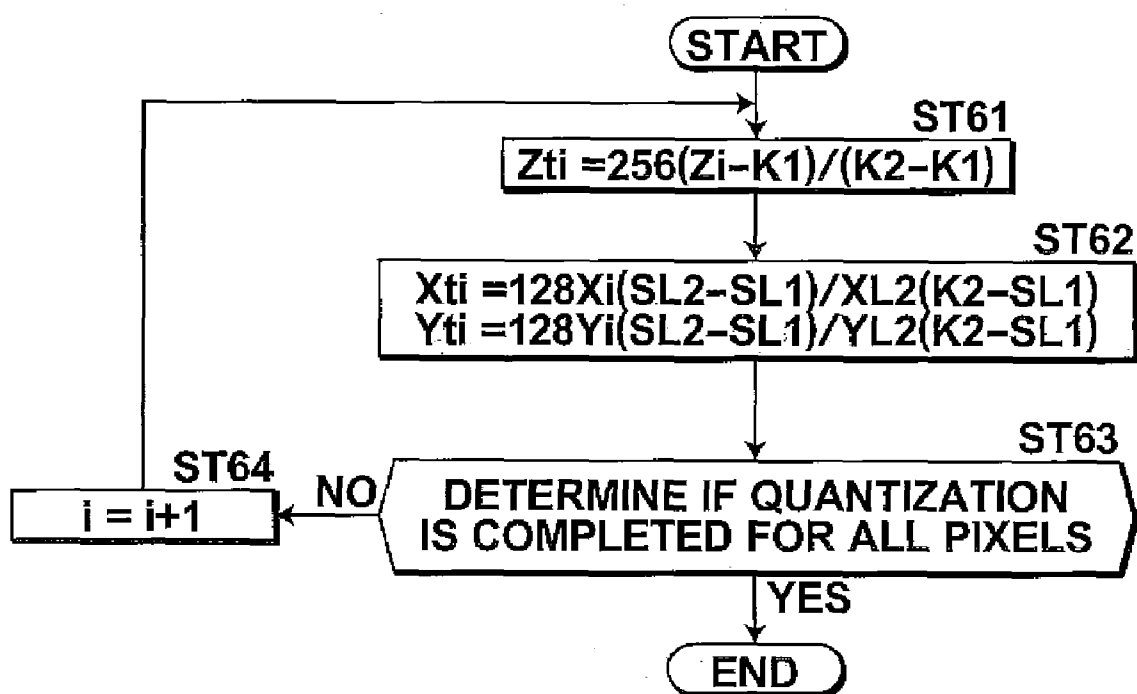 START
ST61
Zti =256(Zi–K1)/(K2–K1)
ST62
Xti =128Xi(SL2–SL1)/XL2(K2–SL1)
Yti =128Yi(SL2–SL1)/YL2(K2–SL1)
ST63
DETERMINE IF QUANTIZATION
IS COMPLETED FOR ALL PIXELS
NO
ST64
i = i+1
YES
END